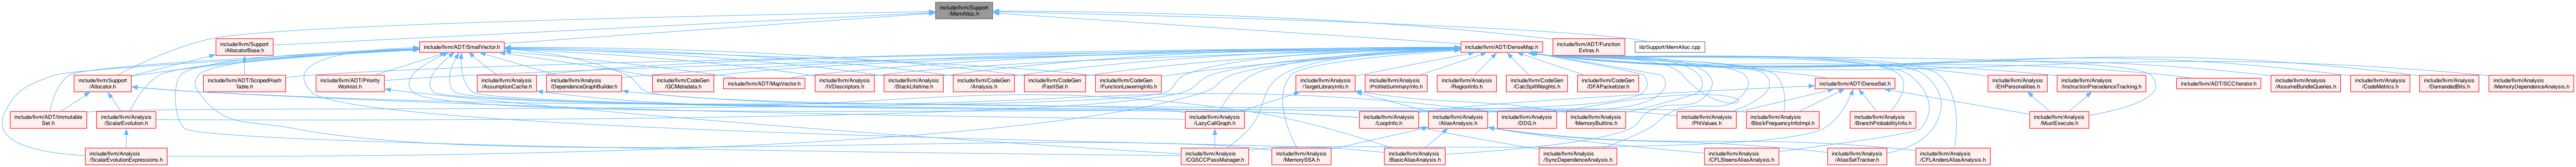 include/llvm/Support
/MemAlloc.h
include/llvm/Support
/AllocatorBase.h
include/llvm/ADT/SmallVector.h
include/llvm/ADT/DenseMap.h
include/llvm/ADT/Function
Extras.h
lib/Support/MemAlloc.cpp
include/llvm/Support
/Allocator.h
include/llvm/ADT/ScopedHash
Table.h
include/llvm/ADT/Priority
Worklist.h
include/llvm/Analysis
/AssumptionCache.h
include/llvm/Analysis
/DependenceGraphBuilder.h
include/llvm/CodeGen
/GCMetadata.h
include/llvm/ADT/MapVector.h
include/llvm/Analysis
/IVDescriptors.h
include/llvm/Analysis
/StackLifetime.h
include/llvm/CodeGen
/Analysis.h
include/llvm/CodeGen
/FastISel.h
include/llvm/CodeGen
/FunctionLoweringInfo.h
include/llvm/Analysis
/TargetLibraryInfo.h
include/llvm/Analysis
/ProfileSummaryInfo.h
include/llvm/Analysis
/RegionInfo.h
include/llvm/CodeGen
/CalcSpillWeights.h
include/llvm/CodeGen
/DFAPacketizer.h
include/llvm/ADT/DenseSet.h
include/llvm/Analysis
/EHPersonalities.h
include/llvm/Analysis
/InstructionPrecedenceTracking.h
include/llvm/ADT/SCCIterator.h
include/llvm/Analysis
/AssumeBundleQueries.h
include/llvm/Analysis
/CodeMetrics.h
include/llvm/Analysis
/DemandedBits.h
include/llvm/Analysis
/MemoryDependenceAnalysis.h
include/llvm/ADT/Immutable
Set.h
include/llvm/Analysis
/ScalarEvolution.h
include/llvm/Analysis
/LazyCallGraph.h
include/llvm/Analysis
/LoopInfo.h
include/llvm/Analysis
/AliasAnalysis.h
include/llvm/Analysis
/DDG.h
include/llvm/Analysis
/MemoryBuiltins.h
include/llvm/Analysis
/PhiValues.h
include/llvm/Analysis
/BlockFrequencyInfoImpl.h
include/llvm/Analysis
/BranchProbabilityInfo.h
include/llvm/Analysis
/MustExecute.h
include/llvm/Analysis
/ScalarEvolutionExpressions.h
include/llvm/Analysis
/CGSCCPassManager.h
include/llvm/Analysis
/MemorySSA.h
include/llvm/Analysis
/BasicAliasAnalysis.h
include/llvm/Analysis
/SyncDependenceAnalysis.h
include/llvm/Analysis
/CFLSteensAliasAnalysis.h
include/llvm/Analysis
/AliasSetTracker.h
include/llvm/Analysis
/CFLAndersAliasAnalysis.h